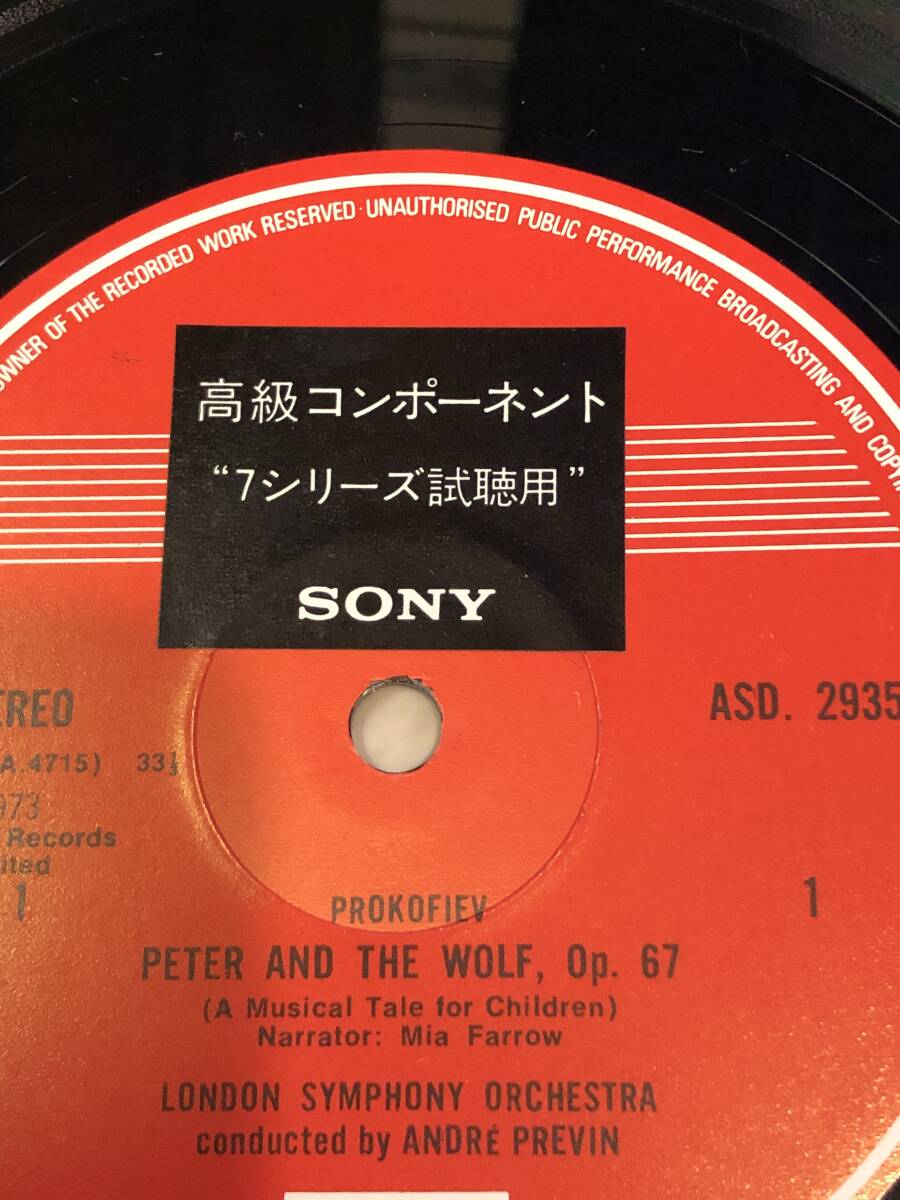 OWNER OF THE RECORDED WORK RESERVED · UNAUTHORISED PUBLIC PERFORMANCE BROADCASTING AND
高級コンポーネント
“7シリーズ試聴用”
SONY
ASD. 2935
A.4715) 33⅓
Records
1 1
PROKOFIEV
PETER AND THE WOLF, Op. 67
(A Musical Tale for Children)
Narrator: Mia Farrow
LONDON SYMPHONY ORCHESTRA
conducted by ANDRÉ PREVIN